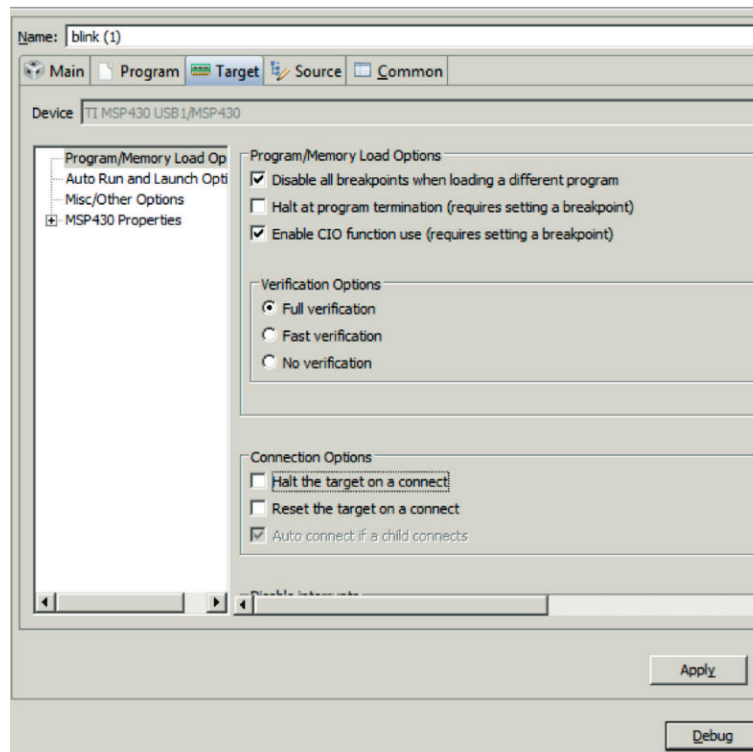 Name: blink (1)
Main Program Target Source Common
Device TI MSP430 USB1/MSP430
Program/Memory Load Op
Auto Run and Launch Opti
Misc/Other Options
MSP430 Properties
Program/Memory Load Options
Disable all breakpoints when loading a different program
Halt at program termination (requires setting a breakpoint)
Enable CIO function use (requires setting a breakpoint)
Verification Options
Full verification
Fast verification
No verification
Connection Options
Halt the target on a connect
Reset the target on a connect
Auto connect if a child connects
Disable interrupts
Apply
Debug